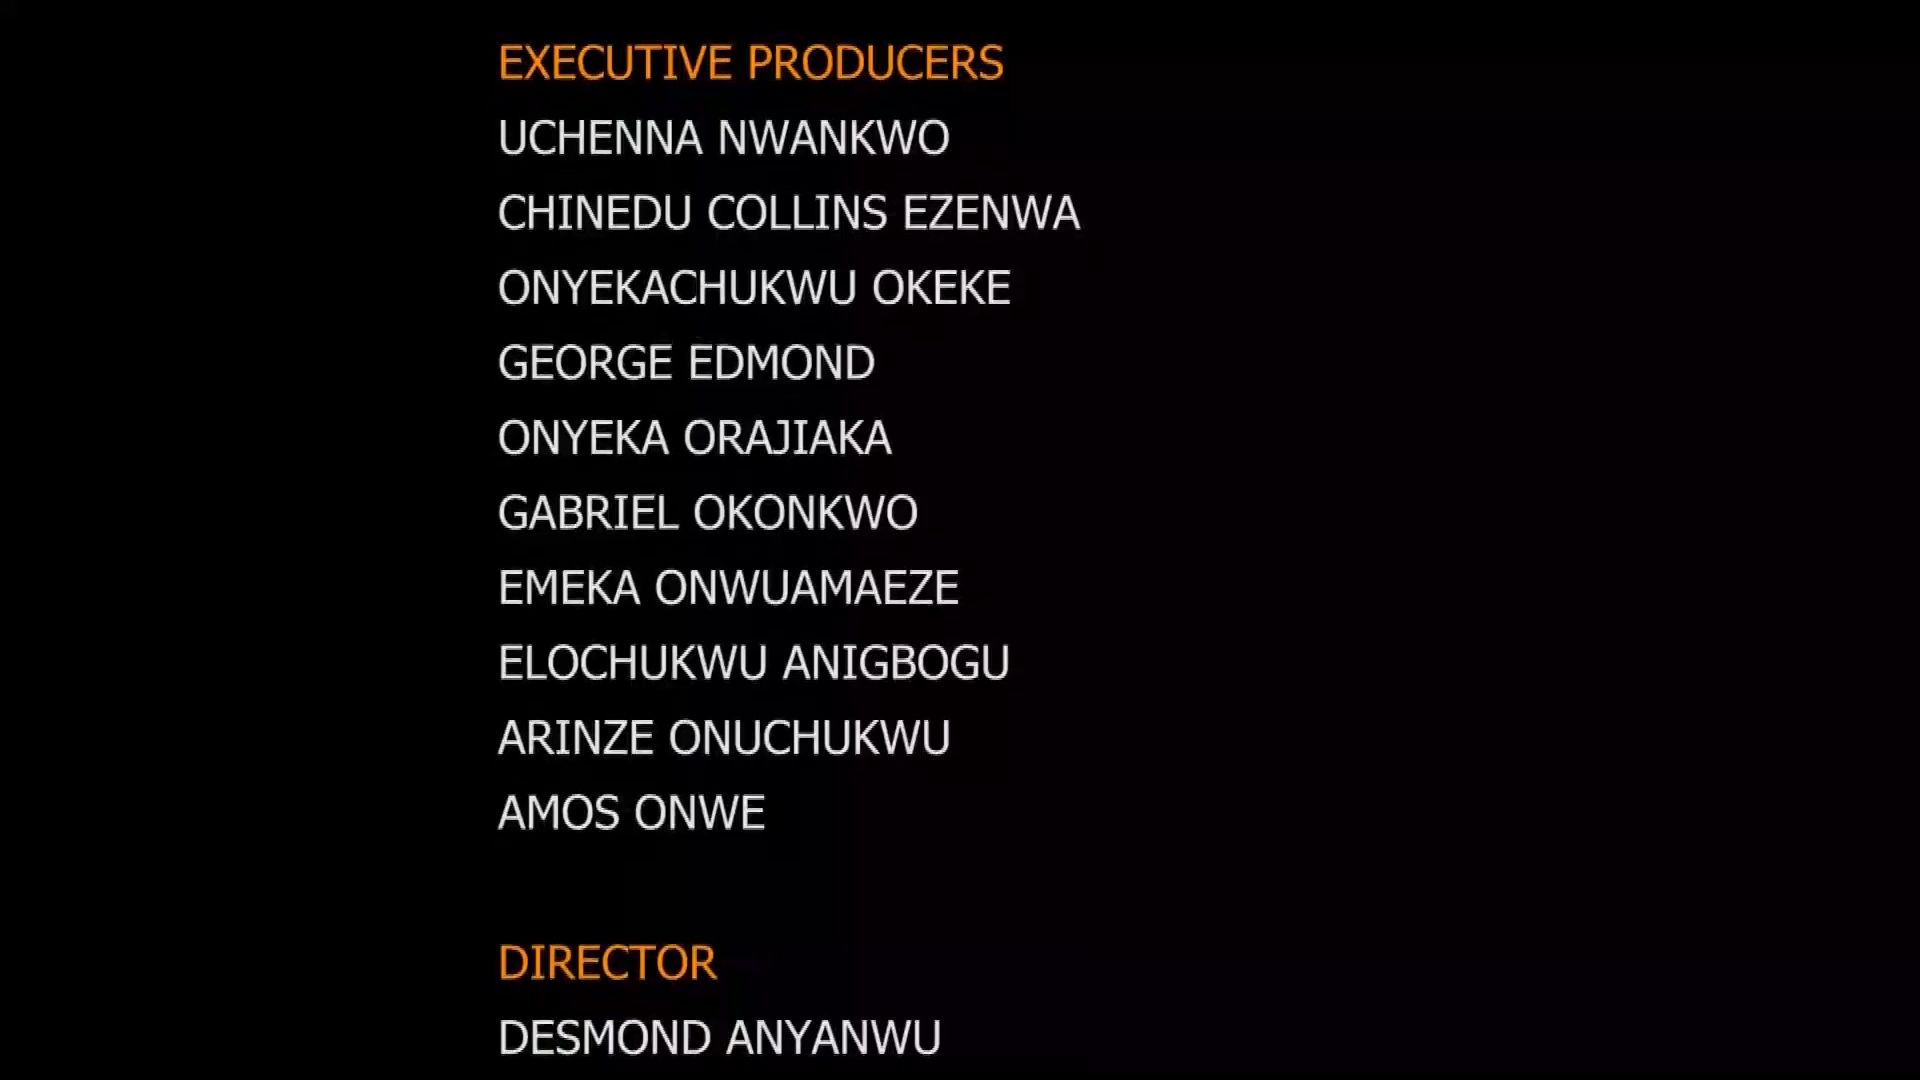 EXECUTIVE PRODUCERS
UCHENNA NWANKWO
CHINEDU COLLINS EZENWA
ONYEKACHUKWU OKEKE
GEORGE EDMOND
ONYEKA ORAJIAKA
GABRIEL OKONKWO
EMEKA ONWUAMAEZE
ELOCHUKWU ANIGBOGU
ARINZE ONUCHUKWU
AMOS ONWE
DIRECTOR
DESMOND ANYANWU